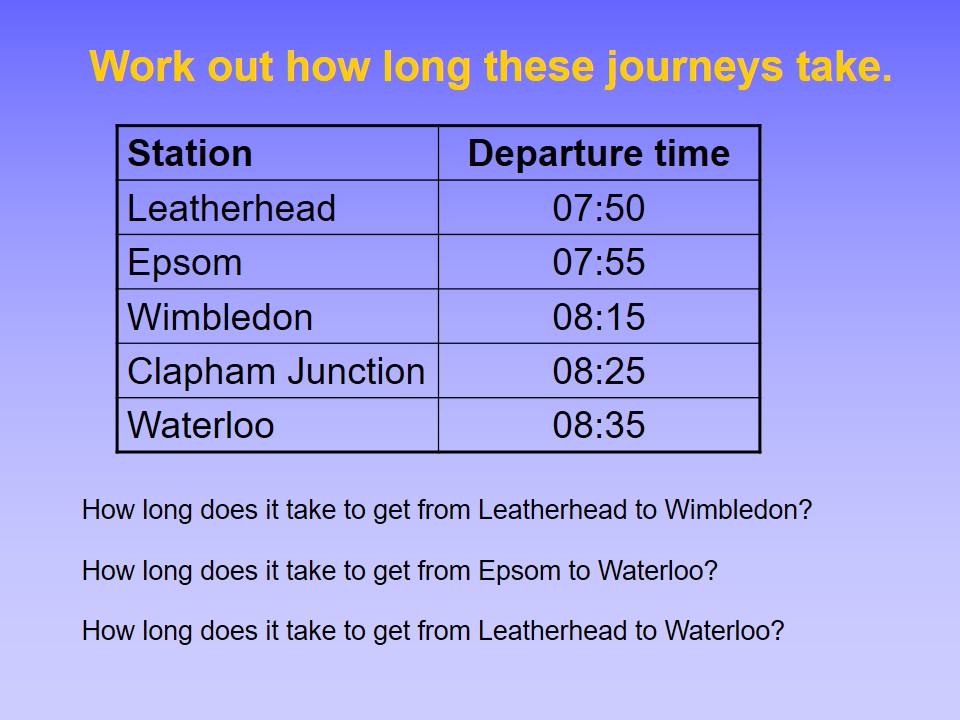 Work out how long these journeys take.
Station Departure time
Leatherhead 07:50
Epsom 07:55
Wimbledon 08:15
Clapham Junction 08:25
Waterloo 08:35
How long does it take to get from Leatherhead to Wimbledon?
How long does it take to get from Epsom to Waterloo?
How long does it take to get from Leatherhead to Waterloo?